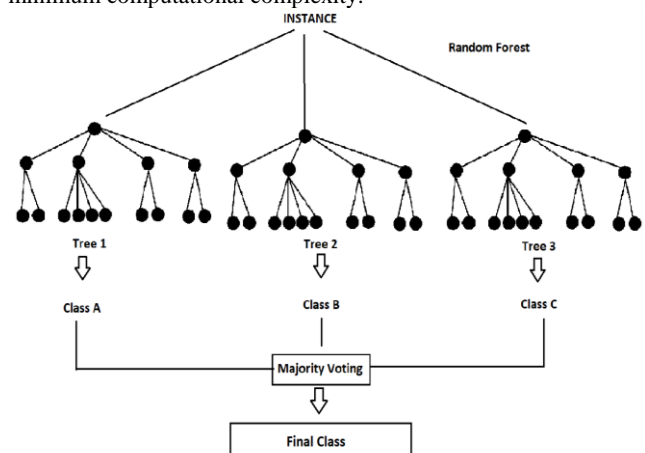 minimum computational complexity.
INSTANCE
Random Forest
Tree 1 Tree 2 Tree 3
Class A Class B Class C
Majority Voting
Final Class